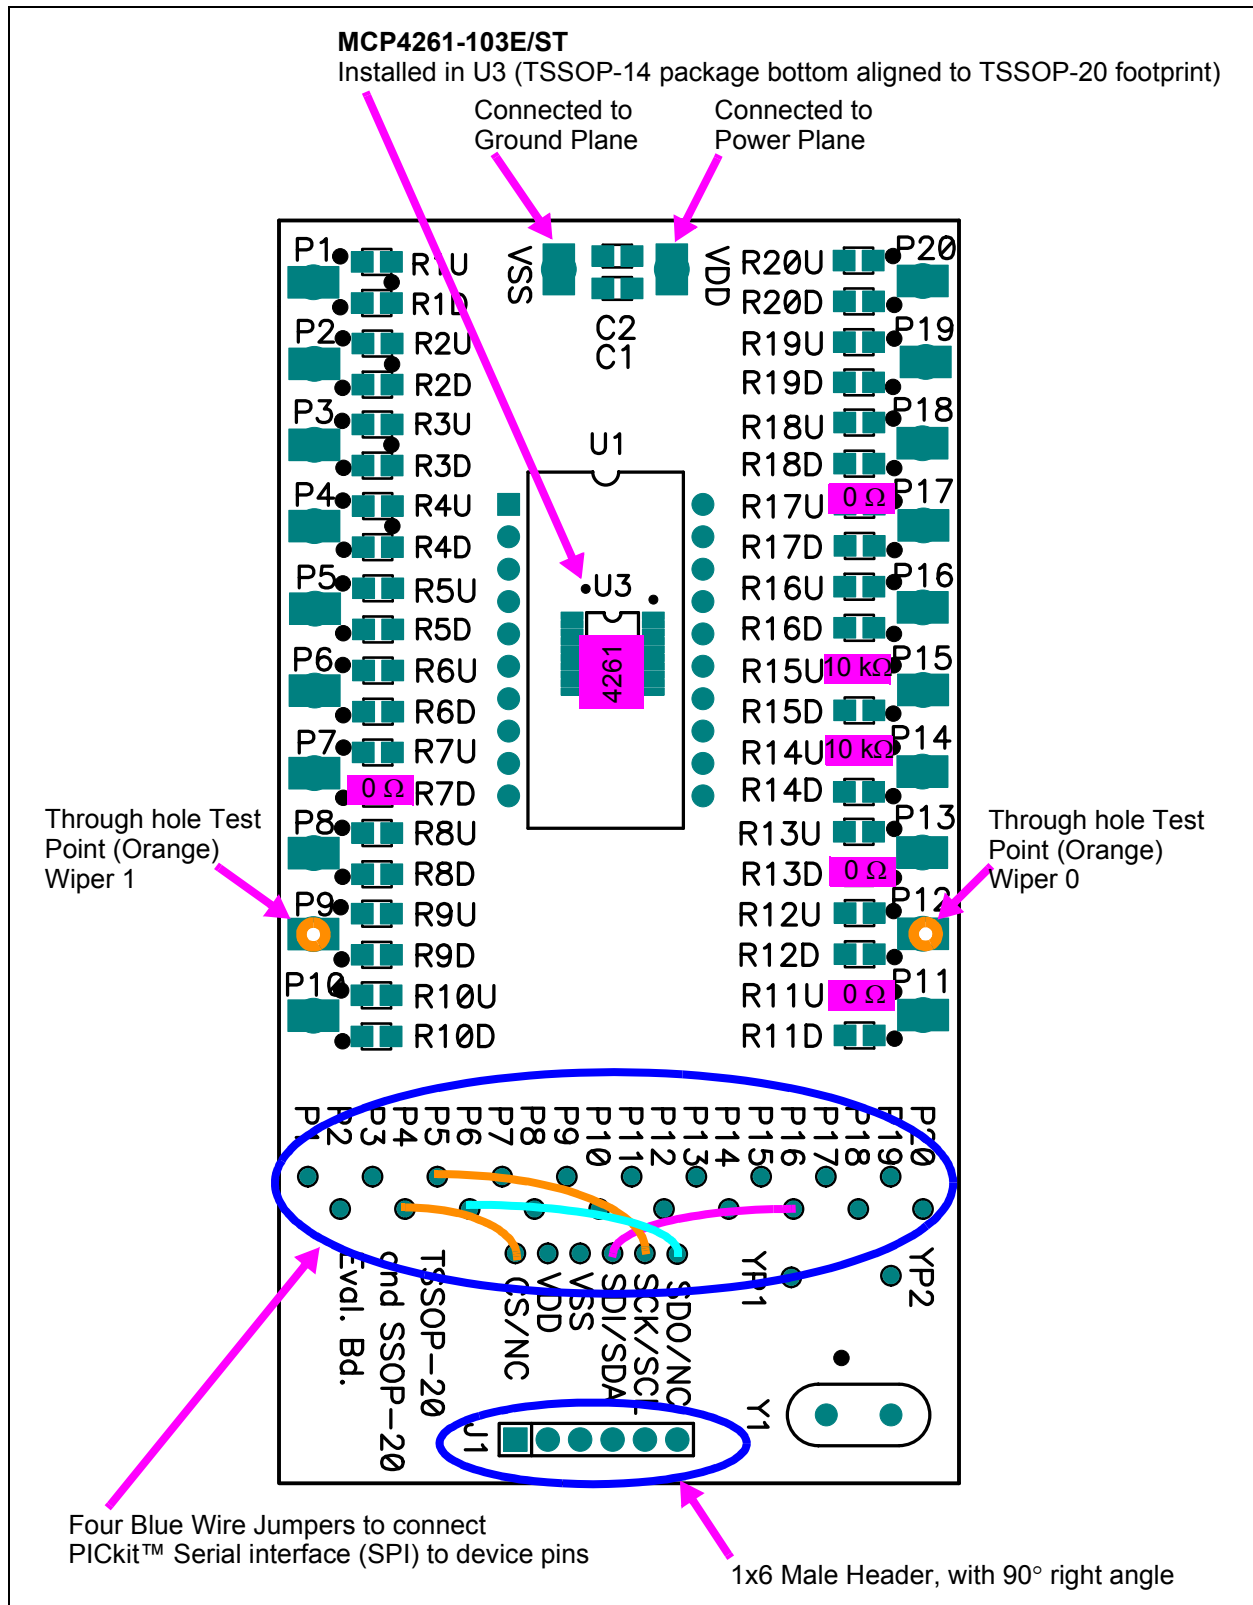 MCP4261-103E/ST
Installed in U3 (TSSOP-14 package bottom aligned to TSSOP-20 footprint)
Connected to
Ground Plane
Connected to
Power Plane
P1
R1U
R1D
P2
R2U
R2D
P3
R3U
R3D
P4
R4U
R4D
P5
R5U
R5D
P6
R6U
R6D
P7
R7U
0 Ω
R7D
P8
R8U
R8D
P9
R9U
R9D
P10
R10U
R10D
VSS
VDD
C2
C1
U1
U3
4261
R20U
P20
R20D
R19U
P19
R19D
R18U
P18
R18D
R17U
0 Ω
P17
R17D
R16U
P16
R16D
R15U
10 kΩ
P15
R15D
R14U
10 kΩ
P14
R14D
R13U
P13
R13D
0 Ω
R12U
P12
R12D
R11U
0 Ω
P11
R11D
Through hole Test
Point (Orange)
Wiper 1
Through hole Test
Point (Orange)
Wiper 0
P1
P2
P3
P4
P5
P6
P7
P8
P9
P10
P11
P12
P13
P14
P15
P16
P17
P18
P19
P20
TSSOP-20
and SSOP-20
Eval. Bd.
CS/NC
VDD
VSS
SDI/SDA
SCK/SCL
SDO/NC
YP1
YP2
Y1
J1
Four Blue Wire Jumpers to connect
PICkit™ Serial interface (SPI) to device pins
1x6 Male Header, with 90° right angle